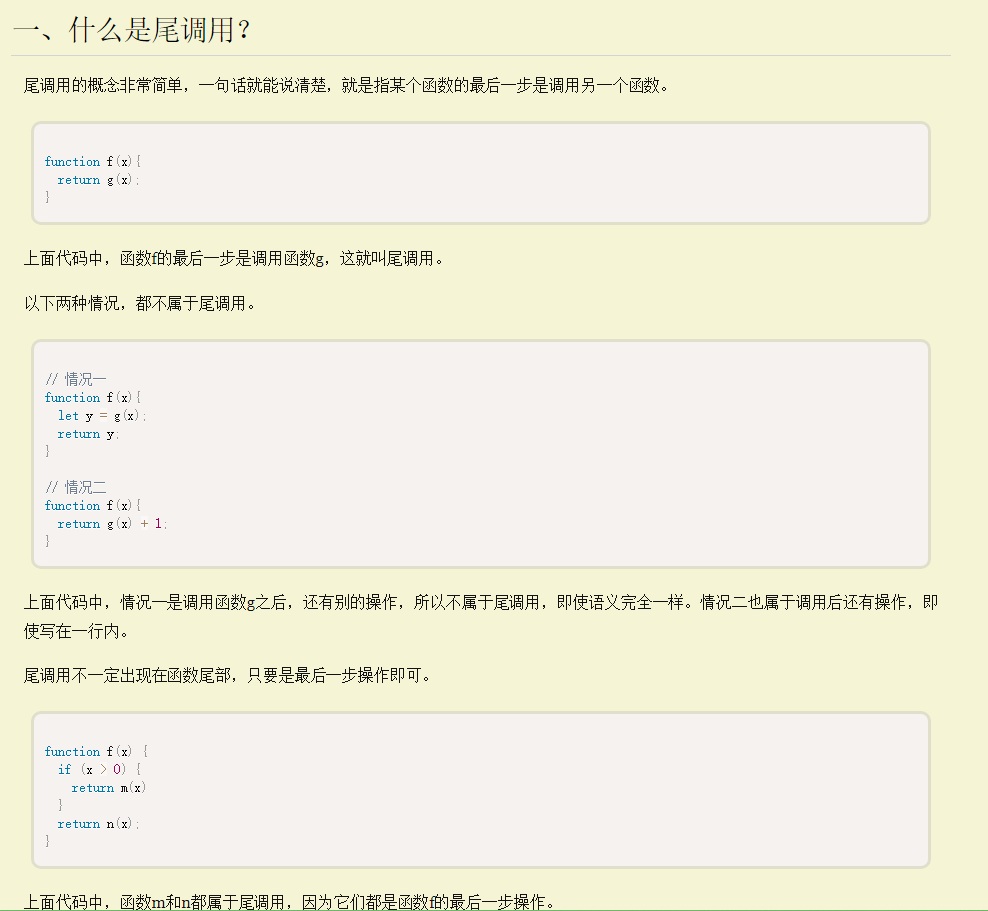 一、什么是尾调用？
尾调用的概念非常简单，一句话就能说清楚，就是指某个函数的最后一步是调用另一个函数。
function f(x){
  return g(x);
}
上面代码中，函数f的最后一步是调用函数g，这就叫尾调用。
以下两种情况，都不属于尾调用。
// 情况一
function f(x){
  let y = g(x);
  return y;
}
// 情况二
function f(x){
  return g(x) + 1;
}
上面代码中，情况一是调用函数g之后，还有别的操作，所以不属于尾调用，即使语义完全一样。情况二也属于调用后还有操作，即
使写在一行内。
尾调用不一定出现在函数尾部，只要是最后一步操作即可。
function f(x) {
  if (x > 0) {
    return m(x)
  }
  return n(x);
}
上面代码中，函数m和n都属于尾调用，因为它们都是函数f的最后一步操作。